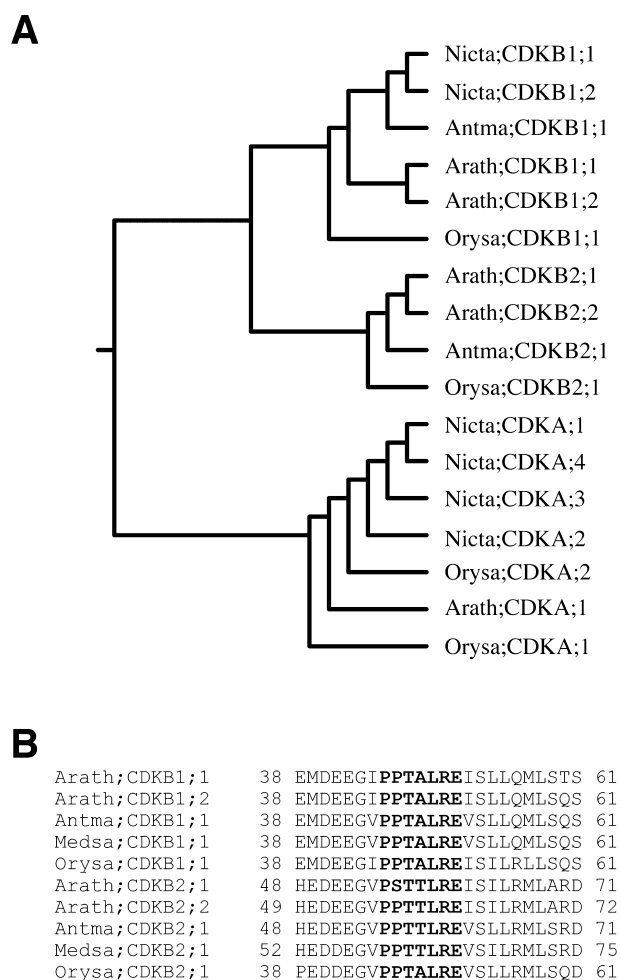 A
Nicta;CDKB1;1
Nicta;CDKB1;2
Antma;CDKB1;1
Arath;CDKB1;1
Arath;CDKB1;2
Orysa;CDKB1;1
Arath;CDKB2;1
Arath;CDKB2;2
Antma;CDKB2;1
Orysa;CDKB2;1
Nicta;CDKA;1
Nicta;CDKA;4
Nicta;CDKA;3
Nicta;CDKA;2
Orysa;CDKA;2
Arath;CDKA;1
Orysa;CDKA;1
B
Arath;CDKB1;1 38 EMDEEGIPPTALREISLLQMLSTS 61
Arath;CDKB1;2 38 EMDEEGIPPTALREISLLQMLSQS 61
Antma;CDKB1;1 38 EMDEEGVPPTALREVSLLQMLSQS 61
Medsa;CDKB1;1 38 EMDEEGVPPTALREVSLLQMLSQS 61
Orysa;CDKB1;1 38 EMDEEGIPPTALREISILRLLSQS 61
Arath;CDKB2;1 48 HEDEEGVPSTTLREISILRMLARD 71
Arath;CDKB2;2 49 HEDEEGVPPTTLREISILRMLARD 72
Antma;CDKB2;1 48 HEDDEGVPPTTLREVSLLRMLSRD 71
Medsa;CDKB2;1 52 HEDDEGVPPTTLREVSILRMLSRD 75
Orysa;CDKB2;1 38 PEDDEGVPPTALREVSLLRMLSQD 61